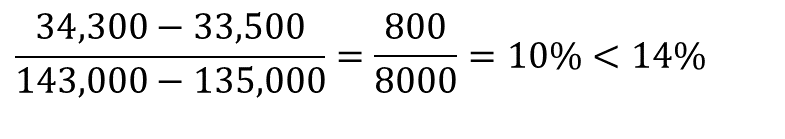 34,300 − 33,500 / 143,000 − 135,000 = 800 / 8000 = 10% < 14%